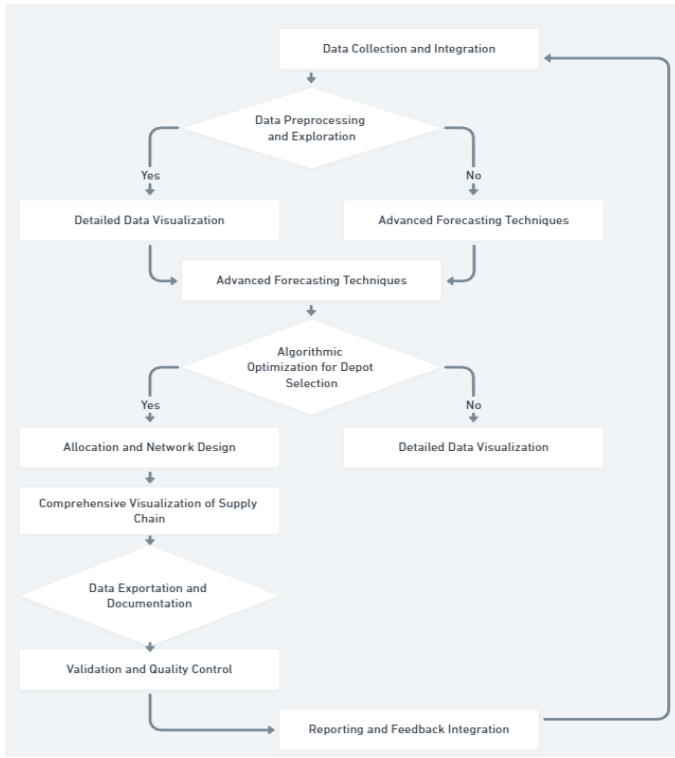 Data Collection and Integration
Data Preprocessing
and Exploration
Yes
No
Detailed Data Visualization
Advanced Forecasting Techniques
Advanced Forecasting Techniques
Algorithmic
Optimization for Depot
Selection
Yes
No
Allocation and Network Design
Detailed Data Visualization
Comprehensive Visualization of Supply
Chain
Data Exportation and
Documentation
Validation and Quality Control
Reporting and Feedback Integration